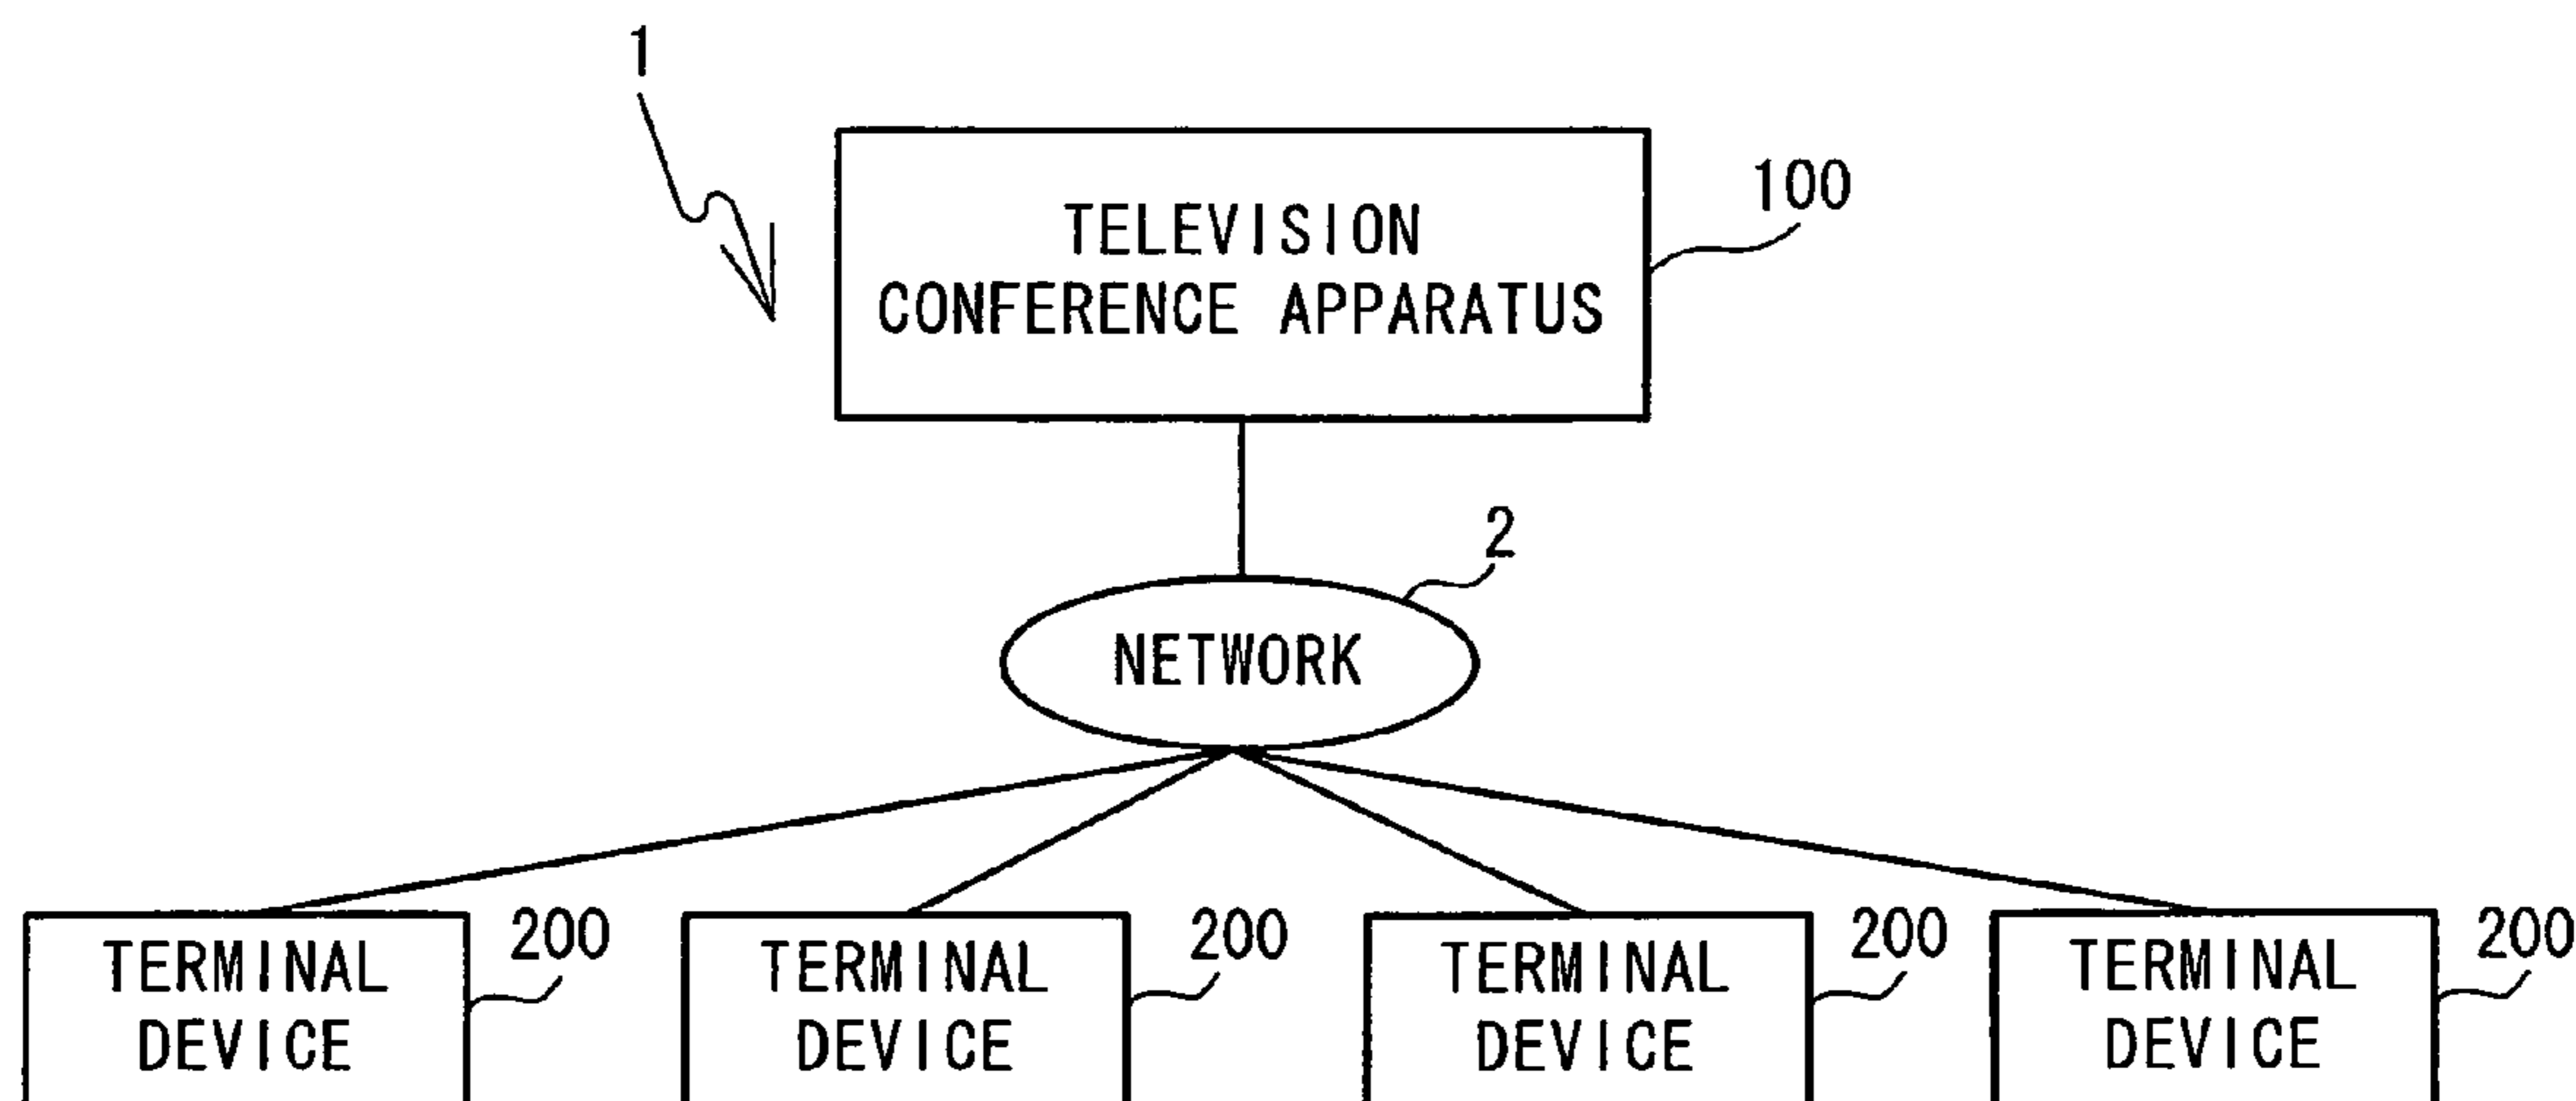 1
TELEVISION
CONFERENCE APPARATUS
100
2
NETWORK
TERMINAL
DEVICE
200
TERMINAL
DEVICE
200
TERMINAL
DEVICE
200
TERMINAL
DEVICE
200